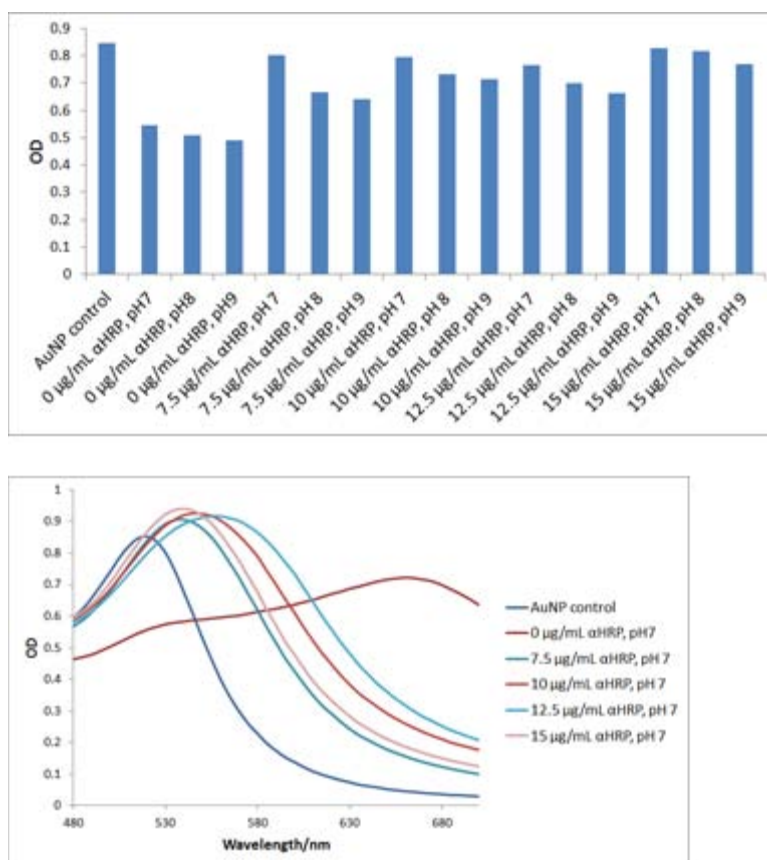 0.9
0.8
0.7
0.6
0.5
0.4
0.3
0.2
0.1
0
OD
AuNP control
0 µg/mL αHRP, pH7
0 µg/mL αHRP, pH8
0 µg/mL αHRP, pH9
7.5 µg/mL αHRP, pH 7
7.5 µg/mL αHRP, pH 8
7.5 µg/mL αHRP, pH 9
10 µg/mL αHRP, pH 7
10 µg/mL αHRP, pH 8
10 µg/mL αHRP, pH 9
12.5 µg/mL αHRP, pH 7
12.5 µg/mL αHRP, pH 8
12.5 µg/mL αHRP, pH 9
15 µg/mL αHRP, pH 7
15 µg/mL αHRP, pH 8
15 µg/mL αHRP, pH 9
1
0.9
0.8
0.7
0.6
0.5
0.4
0.3
0.2
0.1
0
OD
480 530 580 630 680
Wavelength/nm
AuNP control
0 µg/mL αHRP, pH7
7.5 µg/mL αHRP, pH 7
10 µg/mL αHRP, pH 7
12.5 µg/mL αHRP, pH 7
15 µg/mL αHRP, pH 7